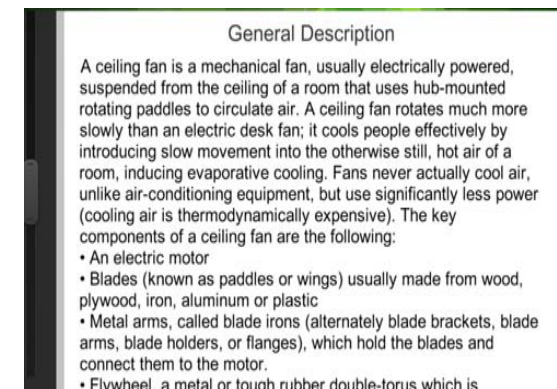 General Description
A ceiling fan is a mechanical fan, usually electrically powered,
suspended from the ceiling of a room that uses hub-mounted
rotating paddles to circulate air. A ceiling fan rotates much more
slowly than an electric desk fan; it cools people effectively by
introducing slow movement into the otherwise still, hot air of a
room, inducing evaporative cooling. Fans never actually cool air,
unlike air-conditioning equipment, but use significantly less power
(cooling air is thermodynamically expensive). The key
components of a ceiling fan are the following:
• An electric motor
• Blades (known as paddles or wings) usually made from wood,
plywood, iron, aluminum or plastic
• Metal arms, called blade irons (alternately blade brackets, blade
arms, blade holders, or flanges), which hold the blades and
connect them to the motor.
• Flywheel, a metal or tough rubber double-torus which is